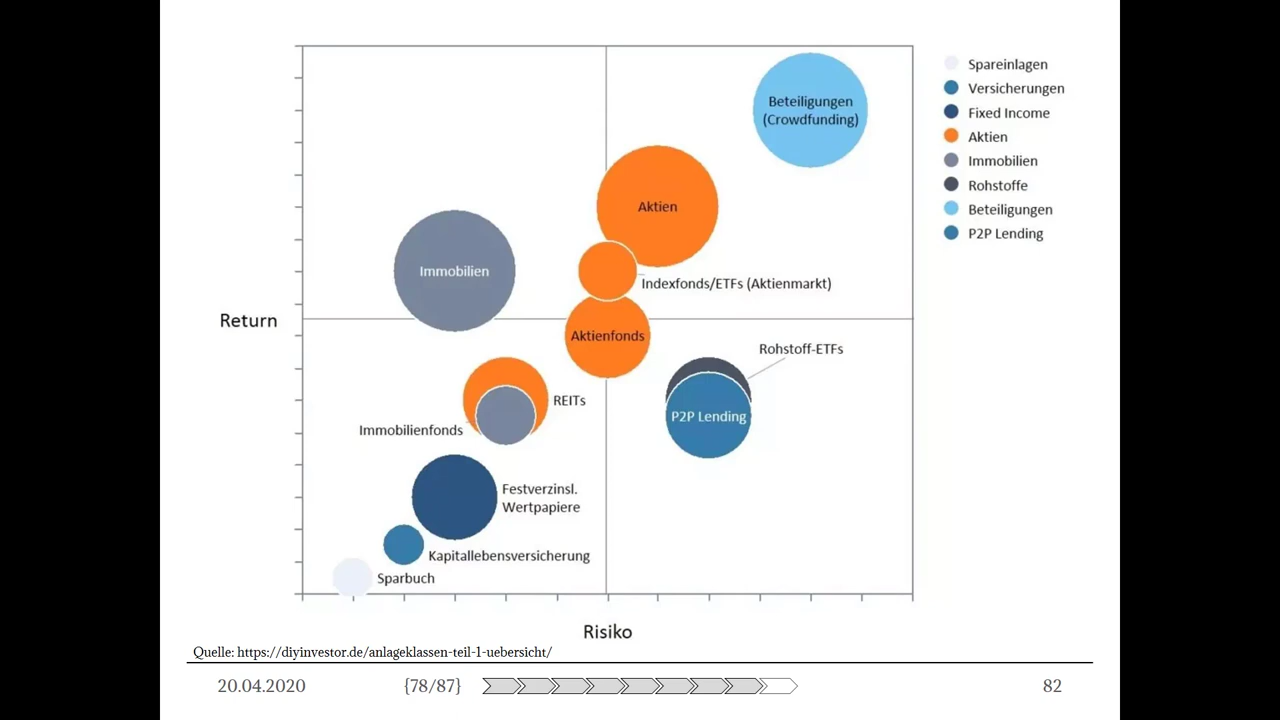 Beteiligungen
(Crowdfunding)
Aktien
Immobilien
Indexfonds/ETFs (Aktienmarkt)
Return
Aktienfonds
Rohstoff-ETFs
REITs
P2P Lending
Immobilienfonds
Festverzinsl.
Wertpapiere
Kapitallebensversicherung
Sparbuch
Risiko
Spareinlagen
Versicherungen
Fixed Income
Aktien
Immobilien
Rohstoffe
Beteiligungen
P2P Lending
Quelle: https://diyinvestor.de/anlageklassen-teil-1-uebersicht/
20.04.2020 {78/87} 82